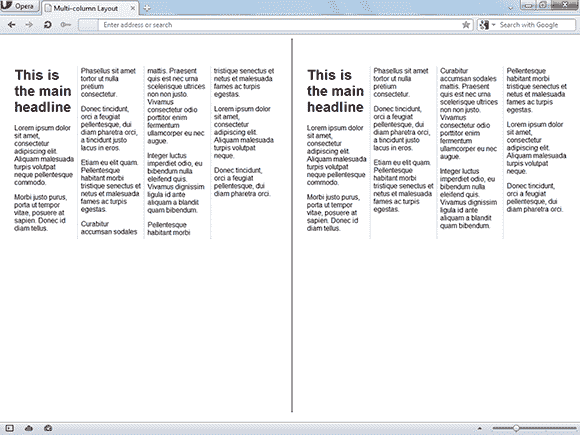 Opera
Multi-column Layout
Enter address or search
Search with Google
This is
the main
headline
Lorem ipsum dolor
sit amet,
consectetur
adipiscing elit.
Aliquam malesuada
turpis volutpat
neque pellentesque
commodo.
Morbi justo purus,
porta ut tempor
vitae, posuere at
sapien. Donec id
diam tellus.
Phasellus sit amet
tortor ut nulla
pretium
consectetur.
Donec tincidunt,
orci a feugiat
pellentesque, dui
diam pharetra orci,
a tincidunt justo
lacus in eros.
Etiam eu elit quam.
Pellentesque
habitant morbi
tristique senectus et
netus et malesuada
fames ac turpis
egestas.
Curabitur
accumsan sodales
mattis. Praesent
quis est nec urna
scelerisque ultrices
non non justo.
Vivamus
consectetur odio
porttitor enim
fermentum
ullamcorper eu nec
augue.
Integer luctus
imperdiet odio, eu
bibendum nulla
eleifend quis.
Vivamus dignissim
ligula id ante
aliquam a blandit
quam bibendum.
Pellentesque
habitant morbi
tristique senectus et
netus et malesuada
fames ac turpis
egestas.
Lorem ipsum dolor
sit amet,
consectetur
adipiscing elit.
Aliquam malesuada
turpis volutpat
neque.
Donec tincidunt,
orci a feugiat
pellentesque, dui
diam pharetra orci.
This is
the main
headline
Lorem ipsum dolor
sit amet,
consectetur
adipiscing elit.
Aliquam malesuada
turpis volutpat
neque pellentesque
commodo.
Morbi justo purus,
porta ut tempor
vitae, posuere at
sapien. Donec id
diam tellus.
Phasellus sit amet
tortor ut nulla
pretium
consectetur.
Donec tincidunt,
orci a feugiat
pellentesque, dui
diam pharetra orci,
a tincidunt justo
lacus in eros.
Etiam eu elit quam.
Pellentesque
habitant morbi
tristique senectus et
netus et malesuada
fames ac turpis
egestas.
Curabitur
accumsan sodales
mattis. Praesent
quis est nec urna
scelerisque ultrices
non non justo.
Vivamus
consectetur odio
porttitor enim
fermentum
ullamcorper eu nec
augue.
Integer luctus
imperdiet odio, eu
bibendum nulla
eleifend quis.
Vivamus dignissim
ligula id ante
aliquam a blandit
quam bibendum.
Pellentesque
habitant morbi
tristique senectus et
netus et malesuada
fames ac turpis
egestas.
Lorem ipsum dolor
sit amet,
consectetur
adipiscing elit.
Aliquam malesuada
turpis volutpat
neque.
Donec tincidunt,
orci a feugiat
pellentesque, dui
diam pharetra orci.